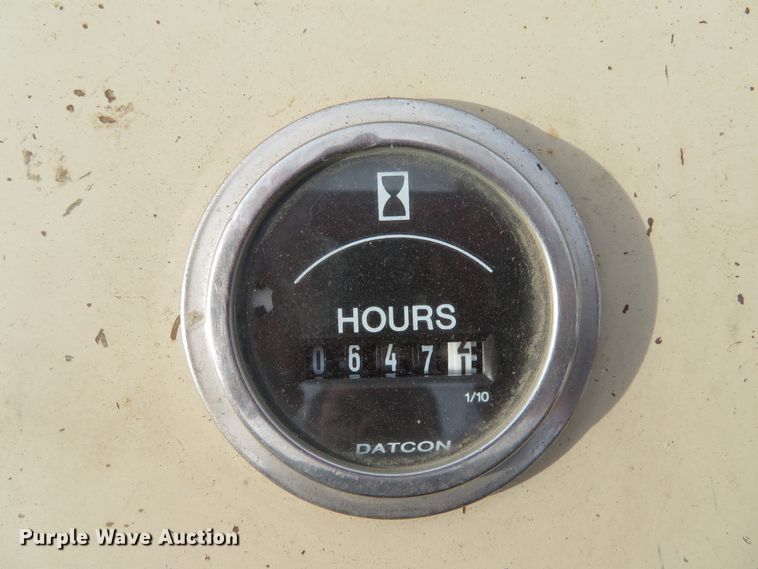 HOURS
0 6 4 7 1
1/10
DATCON
Purple Wave Auction